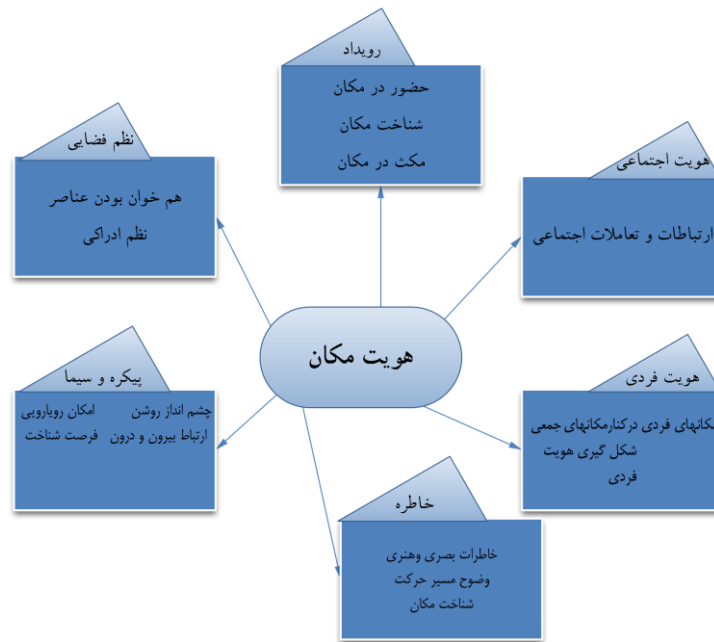 رویداد
حضور در مکان
شناخت مکان
مکث در مکان
هویت اجتماعی
ارتباطات و تعاملات اجتماعی
نظم فضایی
هم خوان بودن عناصر
نظم ادراکی
هویت مکان
هویت فردی
مکانهای فردی درکنارمکانهای جمعی
شکل گیری هویت
فردی
پیکره و سیما
چشم انداز روشن امکان رویارویی
ارتباط بیرون و درون فرصت شناخت
خاطره
خاطرات بصری وهنری
وضوح مسیر حرکت
شناخت مکان